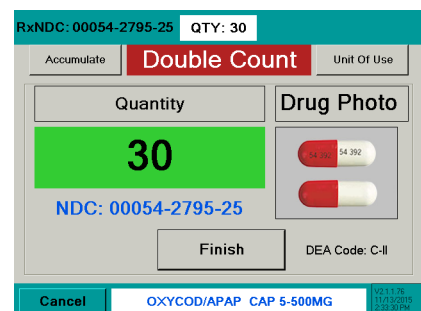 RxNDC: 00054-2795-25 QTY: 30
Accumulate Double Count Unit Of Use
Quantity Drug Photo
30
54 392 54 392
NDC: 00054-2795-25
Finish DEA Code: C-II
Cancel OXYCOD/APAP CAP 5-500MG
V2.1.1.76
11/13/2015
2:33:30 PM